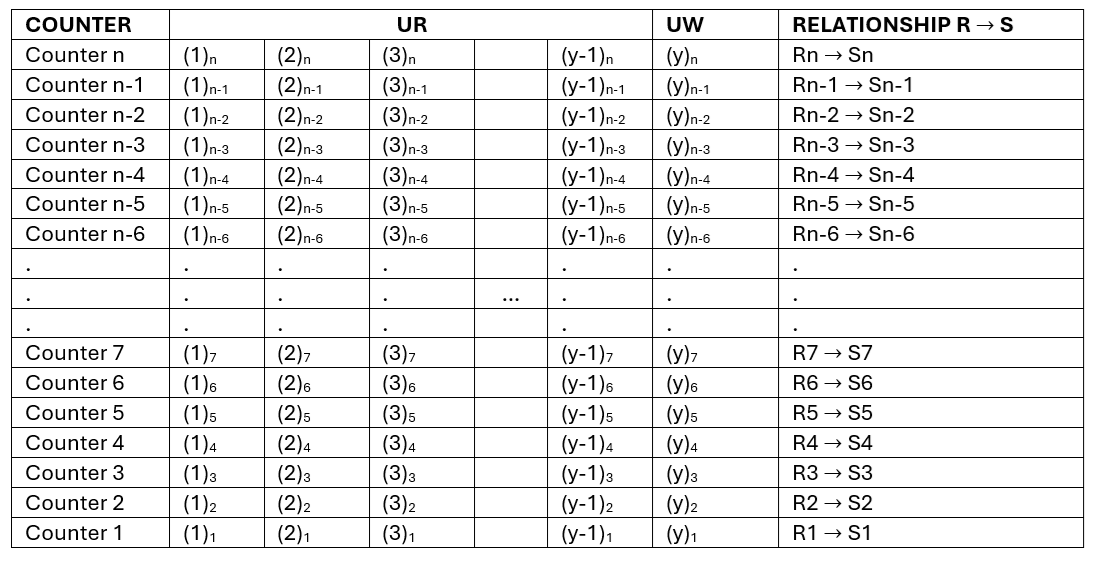 COUNTER UR UW RELATIONSHIP R → S
Counter n (1)n (2)n (3)n (y-1)n (y)n Rn → Sn
Counter n-1 (1)n-1 (2)n-1 (3)n-1 (y-1)n-1 (y)n-1 Rn-1 → Sn-1
Counter n-2 (1)n-2 (2)n-2 (3)n-2 (y-1)n-2 (y)n-2 Rn-2 → Sn-2
Counter n-3 (1)n-3 (2)n-3 (3)n-3 (y-1)n-3 (y)n-3 Rn-3 → Sn-3
Counter n-4 (1)n-4 (2)n-4 (3)n-4 (y-1)n-4 (y)n-4 Rn-4 → Sn-4
Counter n-5 (1)n-5 (2)n-5 (3)n-5 (y-1)n-5 (y)n-5 Rn-5 → Sn-5
Counter n-6 (1)n-6 (2)n-6 (3)n-6 (y-1)n-6 (y)n-6 Rn-6 → Sn-6
. . . . . . .
. . . . ... . . .
. . . . . . .
Counter 7 (1)7 (2)7 (3)7 (y-1)7 (y)7 R7 → S7
Counter 6 (1)6 (2)6 (3)6 (y-1)6 (y)6 R6 → S6
Counter 5 (1)5 (2)5 (3)5 (y-1)5 (y)5 R5 → S5
Counter 4 (1)4 (2)4 (3)4 (y-1)4 (y)4 R4 → S4
Counter 3 (1)3 (2)3 (3)3 (y-1)3 (y)3 R3 → S3
Counter 2 (1)2 (2)2 (3)2 (y-1)2 (y)2 R2 → S2
Counter 1 (1)1 (2)1 (3)1 (y-1)1 (y)1 R1 → S1